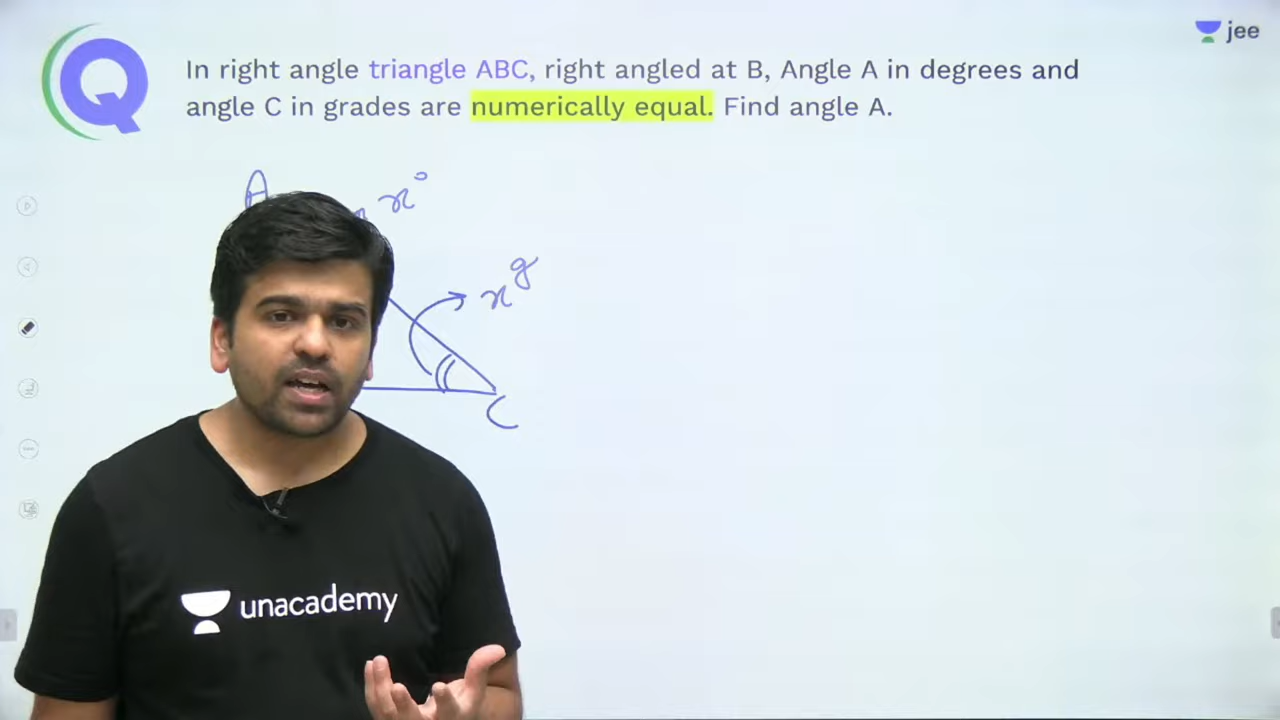 jee
In right angle triangle ABC, right angled at B, Angle A in degrees and
angle C in grades are numerically equal. Find angle A.
A
x°
x^g
C
unacademy